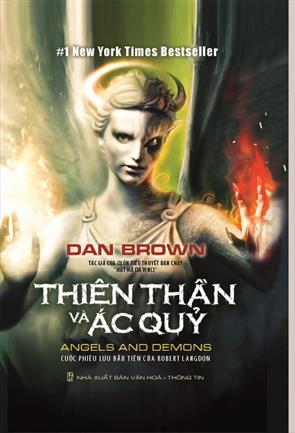 #1 New York Times Bestseller
DAN BROWN
TÁC GIẢ CỦA CUỐN TIỂU THUYẾT BÁN CHẠY
"MẬT MÃ DA VINCI"
THIÊN THẦN
VÀ ÁC QUỶ
ANGELS AND DEMONS
CUỘC PHIÊU LƯU ĐẦU TIÊN CỦA ROBERT LANGDON
NHÀ XUẤT BẢN VĂN HOÁ - THÔNG TIN